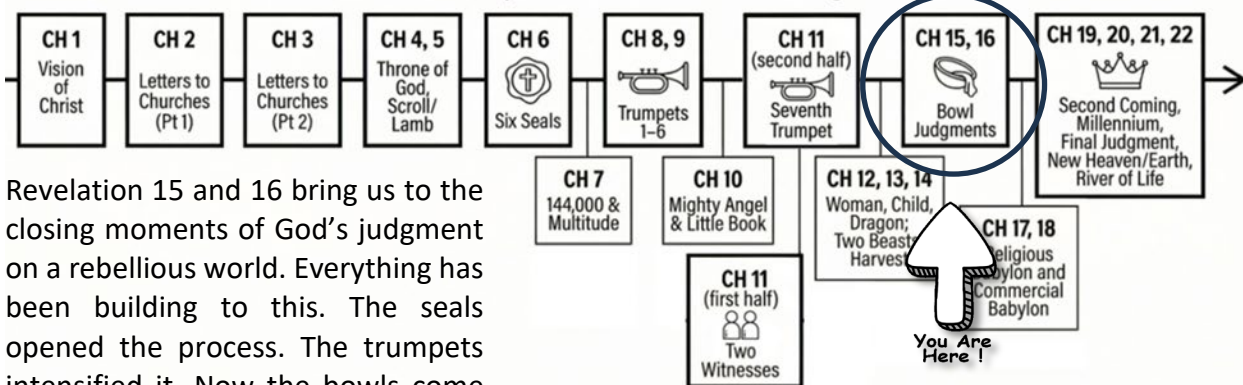 CH 1
Vision
of
Christ
CH 2
Letters to
Churches
(Pt 1)
CH 3
Letters to
Churches
(Pt 2)
CH 4, 5
Throne of
God,
Scroll/
Lamb
CH 6
Six Seals
CH 8, 9
Trumpets
1–6
CH 11
(second half)
Seventh
Trumpet
CH 15, 16
Bowl
Judgments
CH 19, 20, 21, 22
Second Coming,
Millennium,
Final Judgment,
New Heaven/Earth,
River of Life
CH 7
144,000 &
Multitude
CH 10
Mighty Angel
& Little Book
CH 11
(first half)
Two
Witnesses
CH 12, 13, 14
Woman, Child,
Dragon;
Two Beasts
Harvest
CH 17, 18
Religious
Babylon and
Commercial
Babylon
You Are
Here !
Revelation 15 and 16 bring us to the
closing moments of God's judgment
on a rebellious world. Everything has
been building to this. The seals
opened the process. The trumpets
intensified it. Now the bowls come